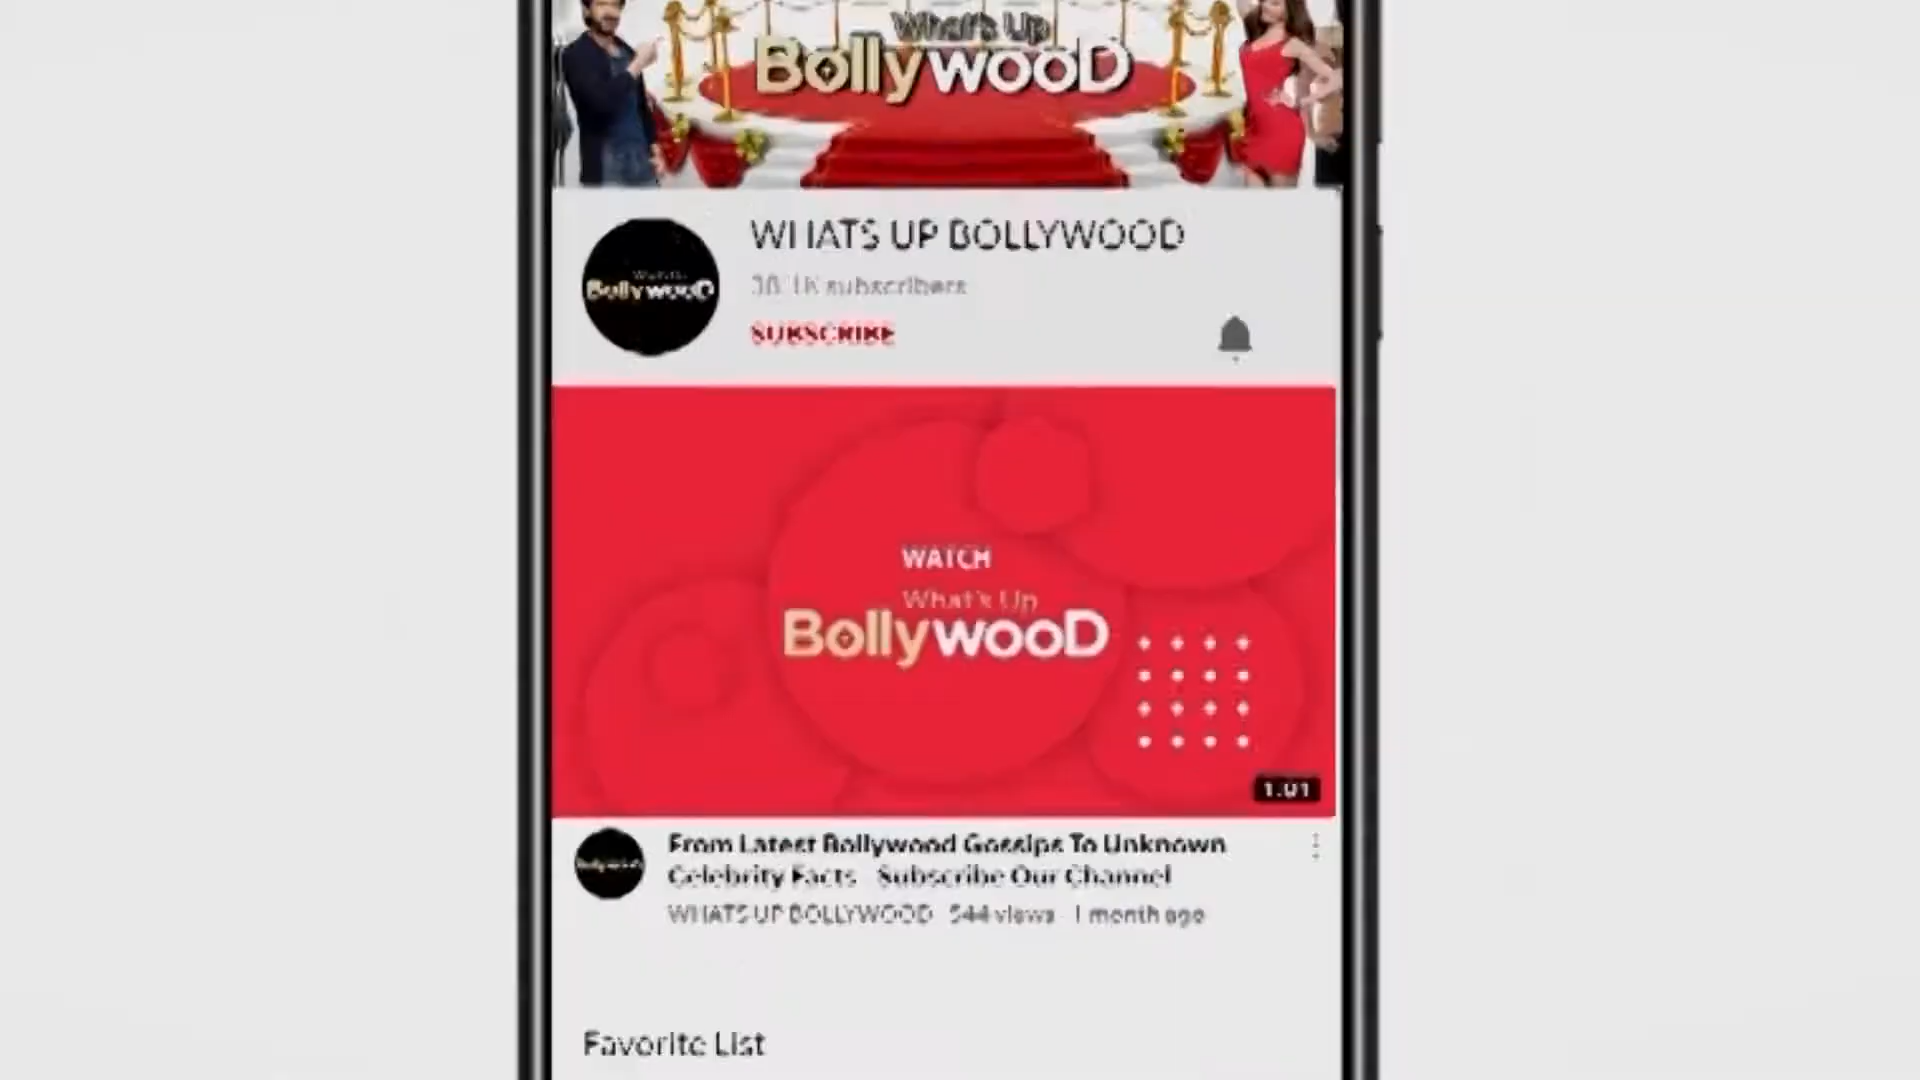 What's Up
BollywooD
WHATS UP BOLLYWOOD
BollywooD
subscribers
SUBSCRIBE
WATCH
What's Up
BollywooD
1:01
From Latest Bollywood Gossips To Unknown
Celebrity Facts Subscribe Our Channel
WHATS UP BOLLYWOOD 544 views 1 month ago
Favorite List